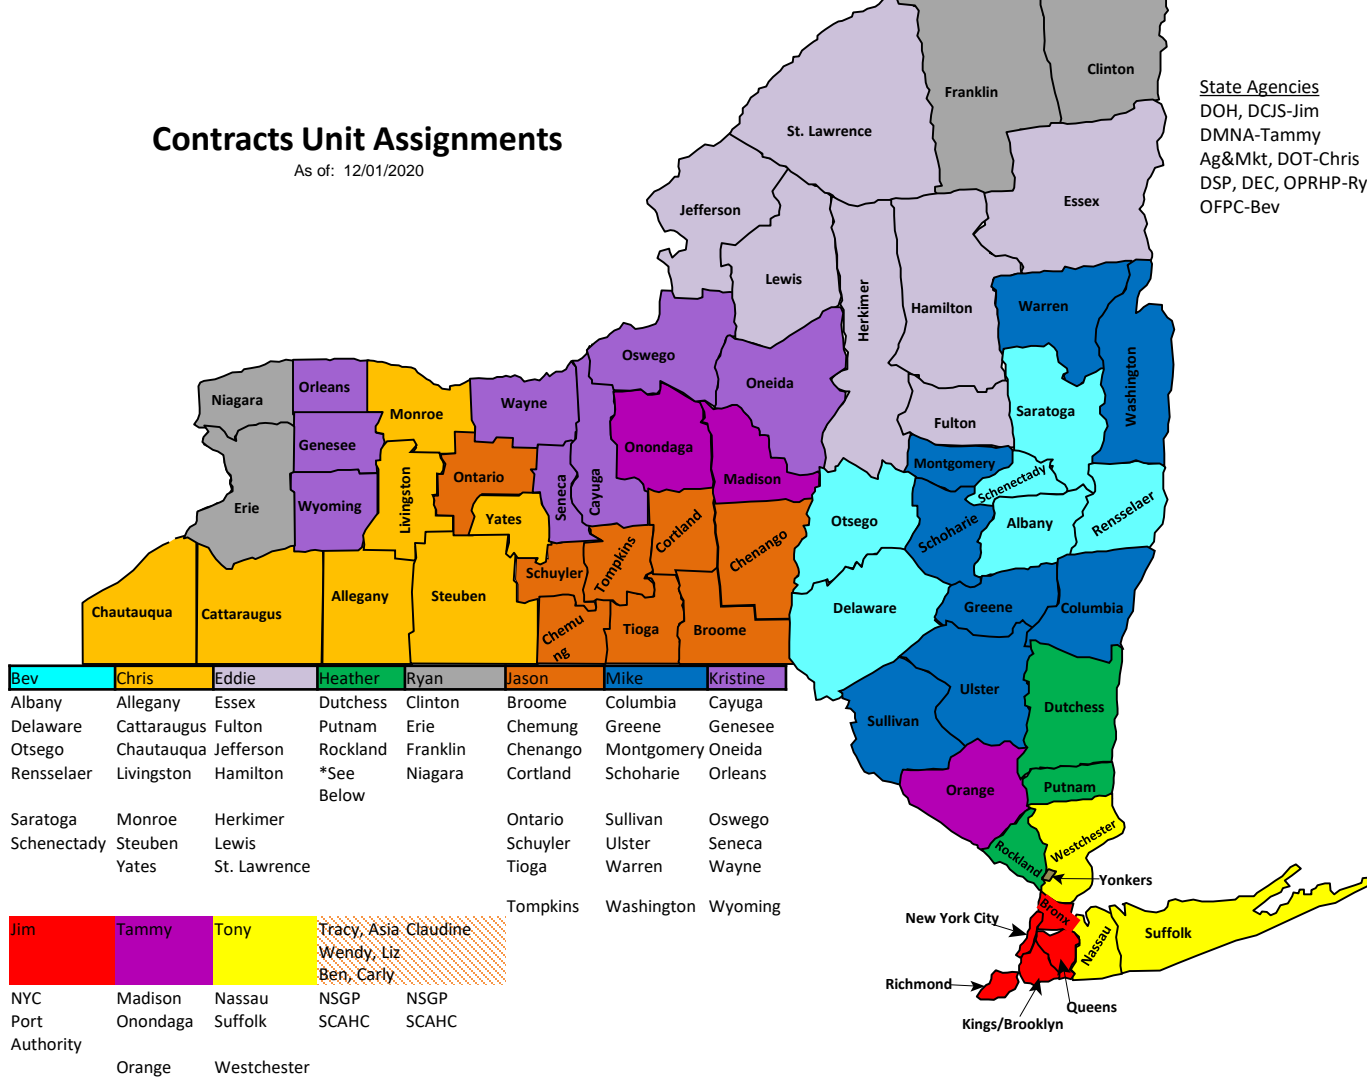 Contracts Unit Assignments
As of: 12/01/2020
State Agencies
DOH, DCJS-Jim
DMNA-Tammy
Ag&Mkt, DOT-Chris
DSP, DEC, OPRHP-Ry
OFPC-Bev
Clinton
Franklin
St. Lawrence
Essex
Jefferson
Lewis
Herkimer
Hamilton
Warren
Washington
Oswego
Oneida
Orleans
Niagara
Monroe
Wayne
Saratoga
Fulton
Genesee
Onondaga
Montgomery
Ontario
Madison
Livingston
Seneca
Cayuga
Schenectady
Wyoming
Erie
Yates
Otsego
Schoharie
Albany
Rensselaer
Cortland
Chenango
Tompkins
Schuyler
Chautauqua
Cattaraugus
Allegany
Steuben
Chemu
ng
Tioga
Broome
Delaware
Greene
Columbia
Ulster
Sullivan
Dutchess
Orange
Putnam
Rockland
Westchester
Yonkers
Bronx
New York City
Nassau
Suffolk
Richmond
Queens
Kings/Brooklyn
Bev Chris Eddie Heather Ryan Jason Mike Kristine
Albany Allegany Essex Dutchess Clinton Broome Columbia Cayuga
Delaware Cattaraugus Fulton Putnam Erie Chemung Greene Genesee
Otsego Chautauqua Jefferson Rockland Franklin Chenango Montgomery Oneida
Rensselaer Livingston Hamilton *See Niagara Cortland Schoharie Orleans
Below
Saratoga Monroe Herkimer Ontario Sullivan Oswego
Schenectady Steuben Lewis Schuyler Ulster Seneca
Yates St. Lawrence Tioga Warren Wayne
Tompkins Washington Wyoming
Jim Tammy Tony Tracy, Asia Claudine
Wendy, Liz
Ben, Carly
NYC Madison Nassau NSGP NSGP
Port Onondaga Suffolk SCAHC SCAHC
Authority
Orange Westchester